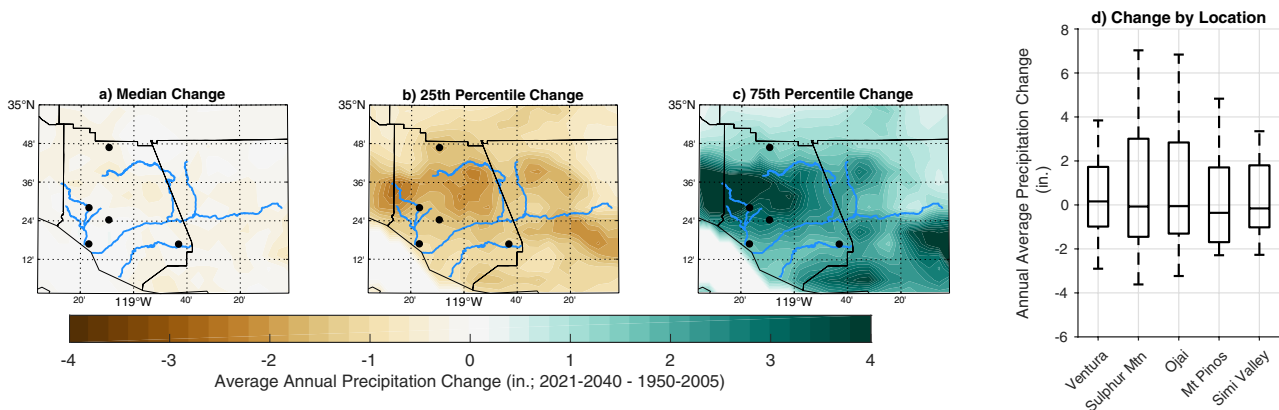 a) Median Change
35°N
48'
36'
24'
12'
20'
119°W
40'
20'
b) 25th Percentile Change
35°N
48'
36'
24'
12'
20'
119°W
40'
20'
c) 75th Percentile Change
35°N
48'
36'
24'
12'
20'
119°W
40'
20'
-4 -3 -2 -1 0 1 2 3 4
Average Annual Precipitation Change (in.; 2021-2040 - 1950-2005)
d) Change by Location
Annual Average Precipitation Change
(in.)
8
6
4
2
0
-2
-4
-6
Ventura
Sulphur Mtn
Ojai
Mt Pinos
Simi Valley